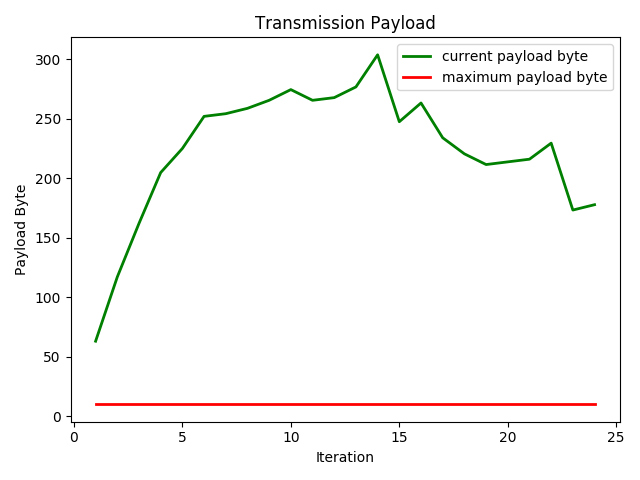 Transmission Payload
current payload byte
maximum payload byte
Payload Byte
300
250
200
150
100
50
0
0 5 10 15 20 25
Iteration